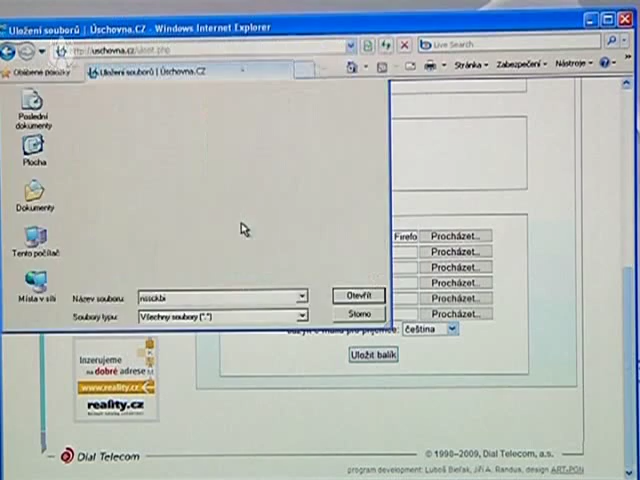 Uložení souborů | Úschovna.CZ - Windows Internet Explorer
http://uschovna.cz/ulozit.php
Live Search
Oblíbené položky
Uložení souborů | Úschovna.CZ
Stránka
Zabezpečení
Nástroje
Poslední
dokumenty
Plocha
Dokumenty
Tento počítač
Místa v síti
Název souboru:
Otevřít
Soubory typu:
Všechny soubory (*.*)
Storno
Firefo
Procházet...
Procházet...
Procházet...
Procházet...
Procházet...
Procházet...
čeština
Uložit balík
Inzerujeme
na dobré adrese
www.reality.cz
reality.cz
Dial Telecom
© 1998-2009, Dial Telecom, a.s.
program development: Luboš Bieřák, Jiří A. Randus, design ART-PON